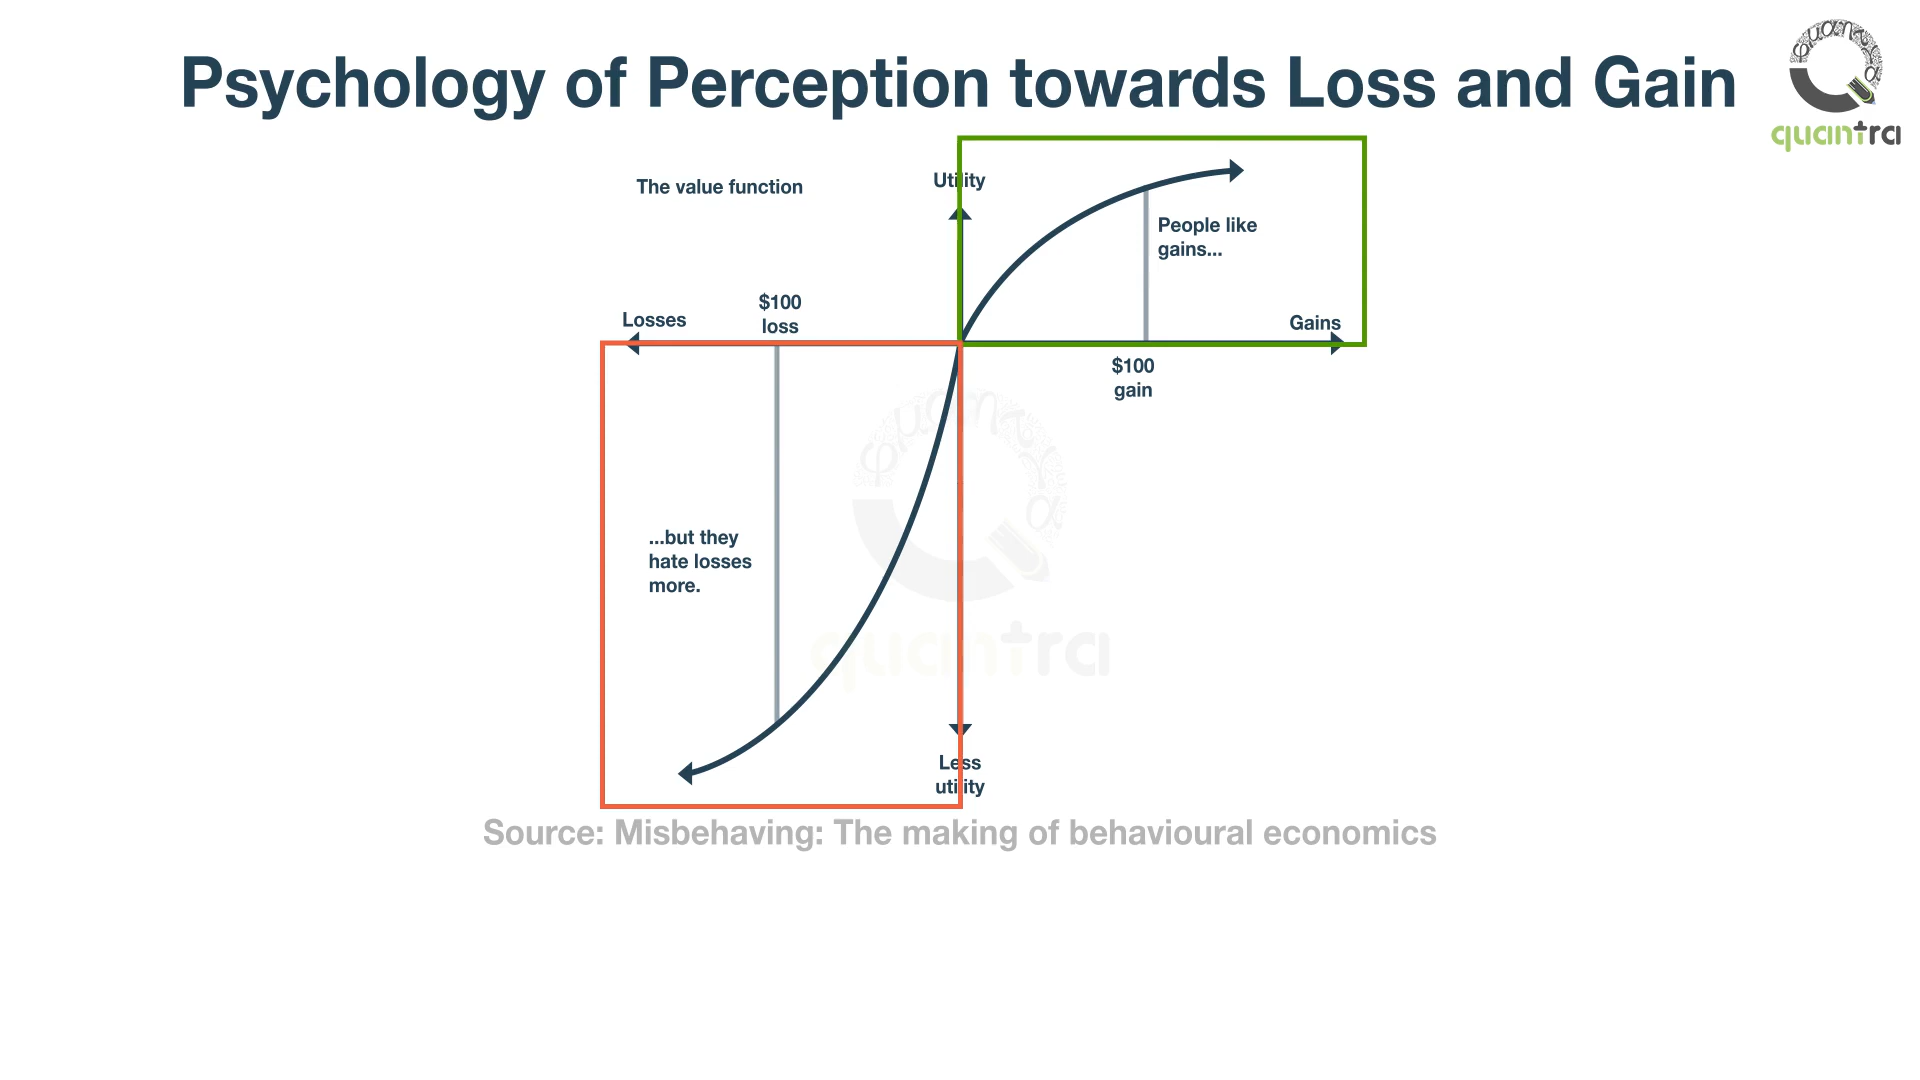 Psychology of Perception towards Loss and Gain
quantra
The value function
Utility
People like
gains...
Losses
$100
loss
Gains
$100
gain
...but they
hate losses
more.
quantra
Less
utility
Source: Misbehaving: The making of behavioural economics